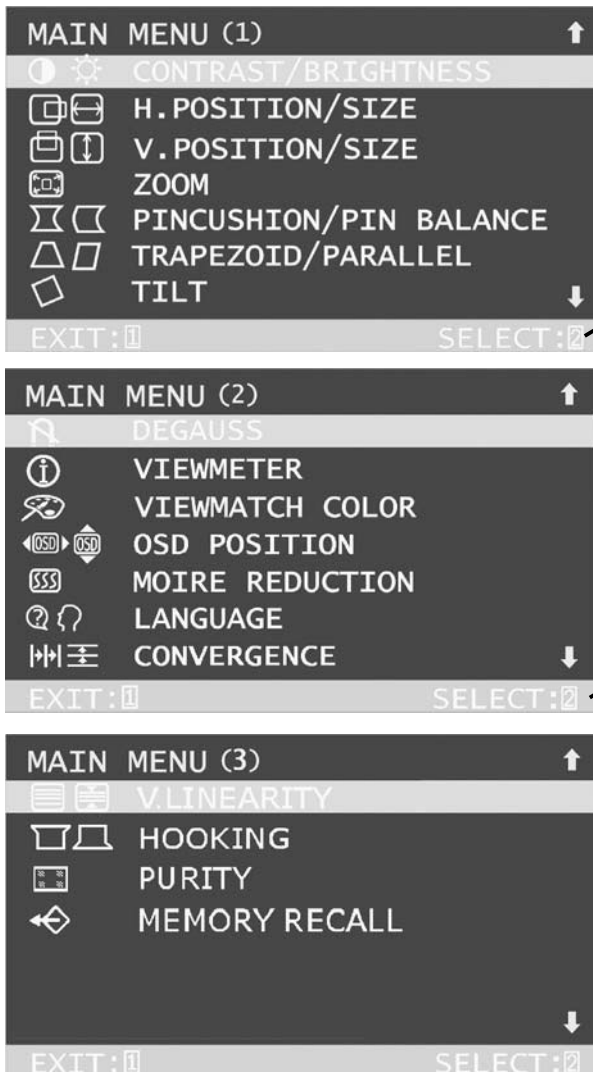 MAIN MENU (1)
CONTRAST/BRIGHTNESS
H.POSITION/SIZE
V.POSITION/SIZE
ZOOM
PINCUSHION/PIN BALANCE
TRAPEZOID/PARALLEL
TILT
EXIT:1 SELECT:2
MAIN MENU (2)
DEGAUSS
VIEWMETER
VIEWMATCH COLOR
OSD OSD OSD POSITION
MOIRE REDUCTION
LANGUAGE
CONVERGENCE
EXIT:1 SELECT:2
MAIN MENU (3)
V.LINEARITY
HOOKING
PURITY
MEMORY RECALL
EXIT:1 SELECT:2